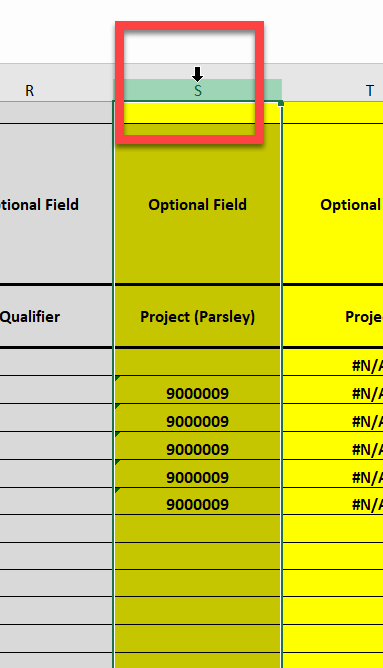 R S T
tional Field Optional Field Optional
Qualifier Project (Parsley) Proje
#N/A
9000009 #N/A
9000009 #N/A
9000009 #N/A
9000009 #N/A
9000009 #N/A